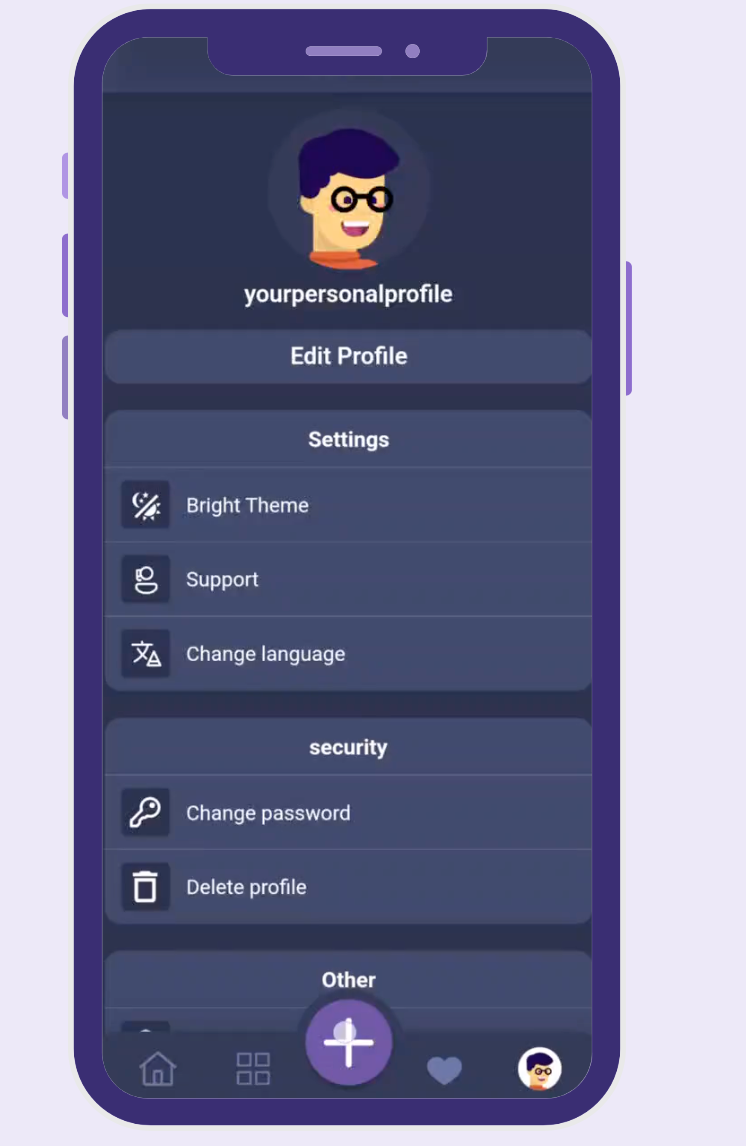 yourpersonalprofile
Edit Profile
Settings
Bright Theme
Support
Change language
security
Change password
Delete profile
Other